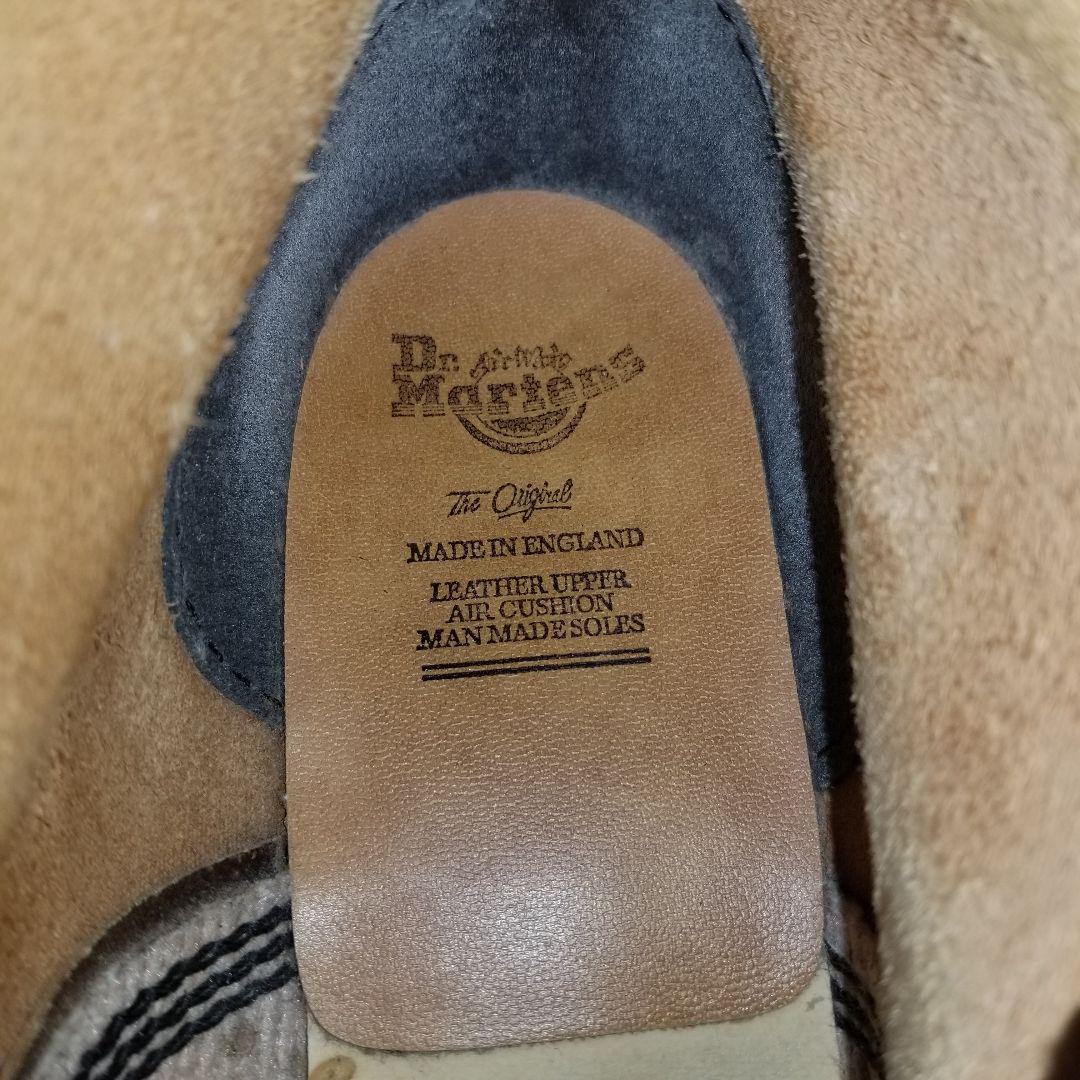 Dr. AirWair
Martens
The Original
MADE IN ENGLAND
LEATHER UPPER
AIR CUSHION
MAN MADE SOLES